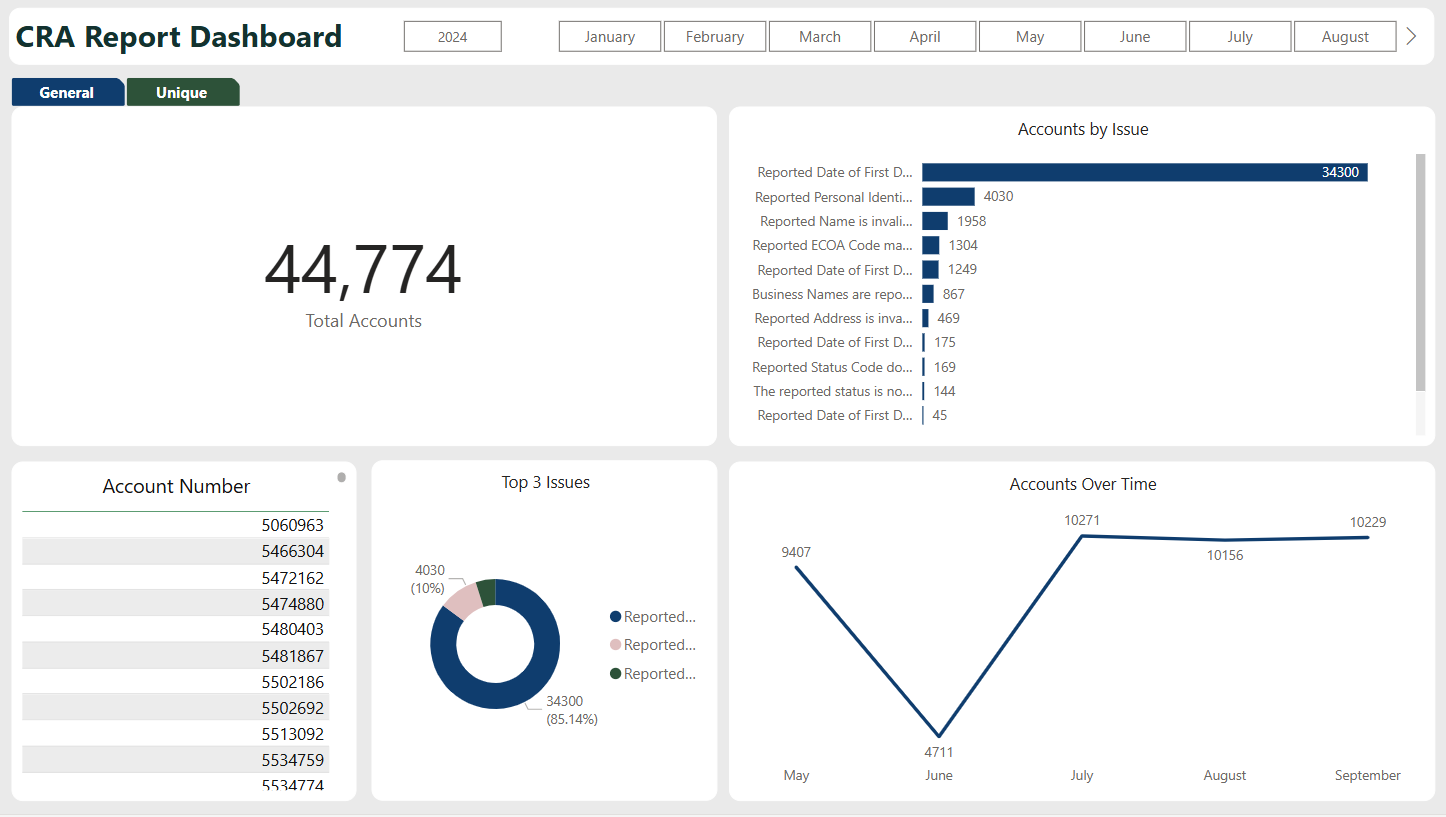 CRA Report Dashboard
2024
January
February
March
April
May
June
July
August
General
Unique
44,774
Total Accounts
Accounts by Issue
Reported Date of First D... 34300
Reported Personal Identi... 4030
Reported Name is invali... 1958
Reported ECOA Code ma... 1304
Reported Date of First D... 1249
Business Names are repo... 867
Reported Address is inva... 469
Reported Date of First D... 175
Reported Status Code do... 169
The reported status is no... 144
Reported Date of First D... 45
Account Number
5060963
5466304
5472162
5474880
5480403
5481867
5502186
5502692
5513092
5534759
5534774
Top 3 Issues
4030
(10%)
34300
(85.14%)
Reported...
Reported...
Reported...
Accounts Over Time
9407
4711
10271
10156
10229
May
June
July
August
September